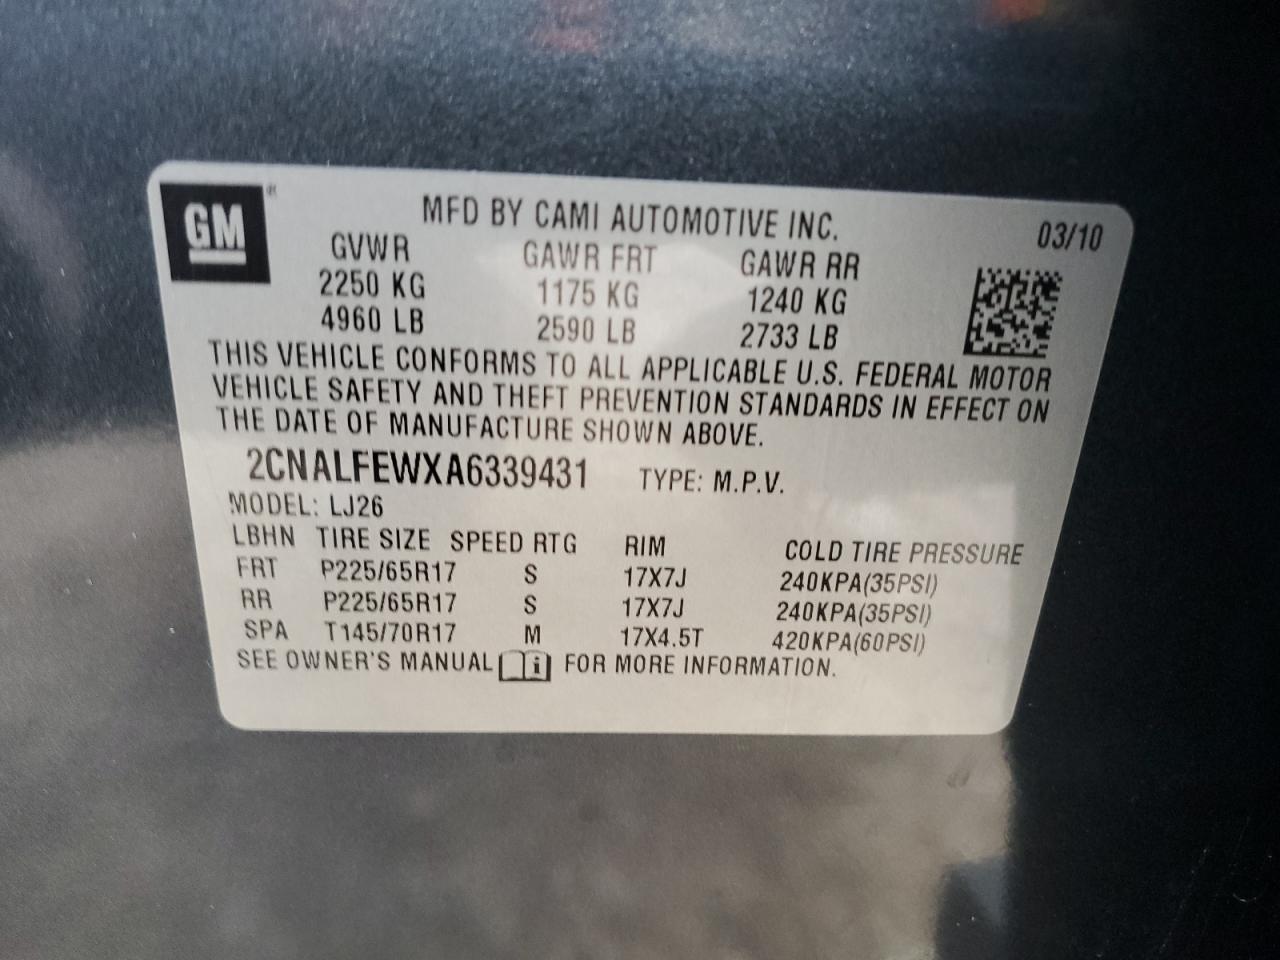 GM
MFD BY CAMI AUTOMOTIVE INC. 03/10
GVWR GAWR FRT GAWR RR
2250 KG 1175 KG 1240 KG
4960 LB 2590 LB 2733 LB
THIS VEHICLE CONFORMS TO ALL APPLICABLE U.S. FEDERAL MOTOR
VEHICLE SAFETY AND THEFT PREVENTION STANDARDS IN EFFECT ON
THE DATE OF MANUFACTURE SHOWN ABOVE.
2CNALFEWXA6339431 TYPE: M.P.V.
MODEL: LJ26
LBHN TIRE SIZE SPEED RTG RIM COLD TIRE PRESSURE
FRT P225/65R17 S 17X7J 240KPA(35PSI)
RR P225/65R17 S 17X7J 240KPA(35PSI)
SPA T145/70R17 M 17X4.5T 420KPA(60PSI)
SEE OWNER'S MANUAL i FOR MORE INFORMATION.